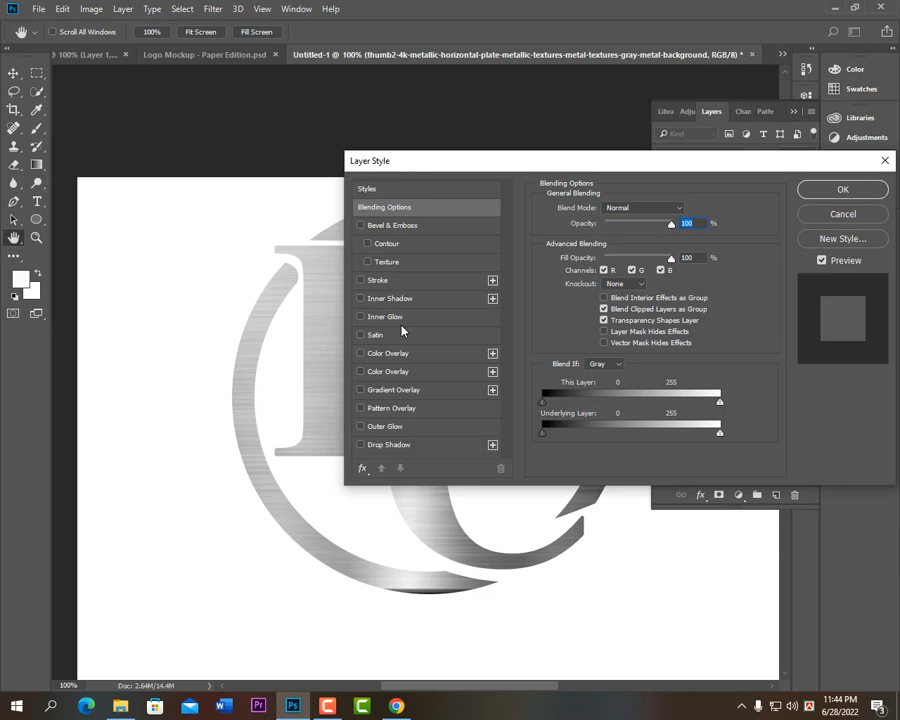 Ps File Edit Image Layer Type Select Filter 3D View Window Help
Scroll All Windows 100% Fit Screen Fill Screen
@ 100% (Layer 1,... × Logo Mockup - Paper Edition.psd × Untitled-1 @ 100% (thumb2-4k-metallic-horizontal-plate-metallic-textures-metal-textures-gray-metal-background, RGB/8) * ×
Color
Swatches
Libra Adju Layers Chan Paths
Libraries
Kind
Adjustments
Layer Style
Styles
Blending Options
Bevel & Emboss
Contour
Texture
Stroke
Inner Shadow
Inner Glow
Satin
Color Overlay
Color Overlay
Gradient Overlay
Pattern Overlay
Outer Glow
Drop Shadow
fx
Blending Options
General Blending
Blend Mode: Normal
Opacity: 100 %
Advanced Blending
Fill Opacity: 100 %
Channels: R G B
Knockout: None
Blend Interior Effects as Group
Blend Clipped Layers as Group
Transparency Shapes Layer
Layer Mask Hides Effects
Vector Mask Hides Effects
Blend If: Gray
This Layer: 0 255
Underlying Layer: 0 255
OK
Cancel
New Style...
Preview
fx
100% Doc: 2.64M/14.4M
W Pr Ps
11:44 PM
6/28/2022
3